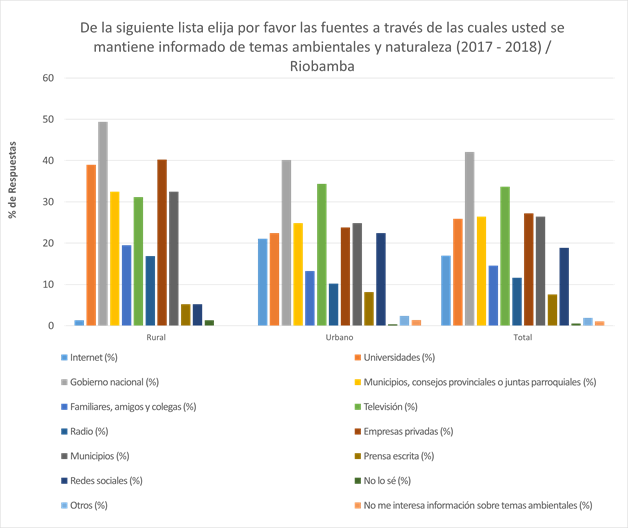 De la siguiente lista elija por favor las fuentes a través de las cuales usted se
mantiene informado de temas ambientales y naturaleza (2017 - 2018) /
Riobamba
% de Respuestas
60
50
40
30
20
10
0
Rural
Urbano
Total
Internet (%)
Universidades (%)
Gobierno nacional (%)
Municipios, consejos provinciales o juntas parroquiales (%)
Familiares, amigos y colegas (%)
Televisión (%)
Radio (%)
Empresas privadas (%)
Municipios (%)
Prensa escrita (%)
Redes sociales (%)
No lo sé (%)
Otros (%)
No me interesa información sobre temas ambientales (%)